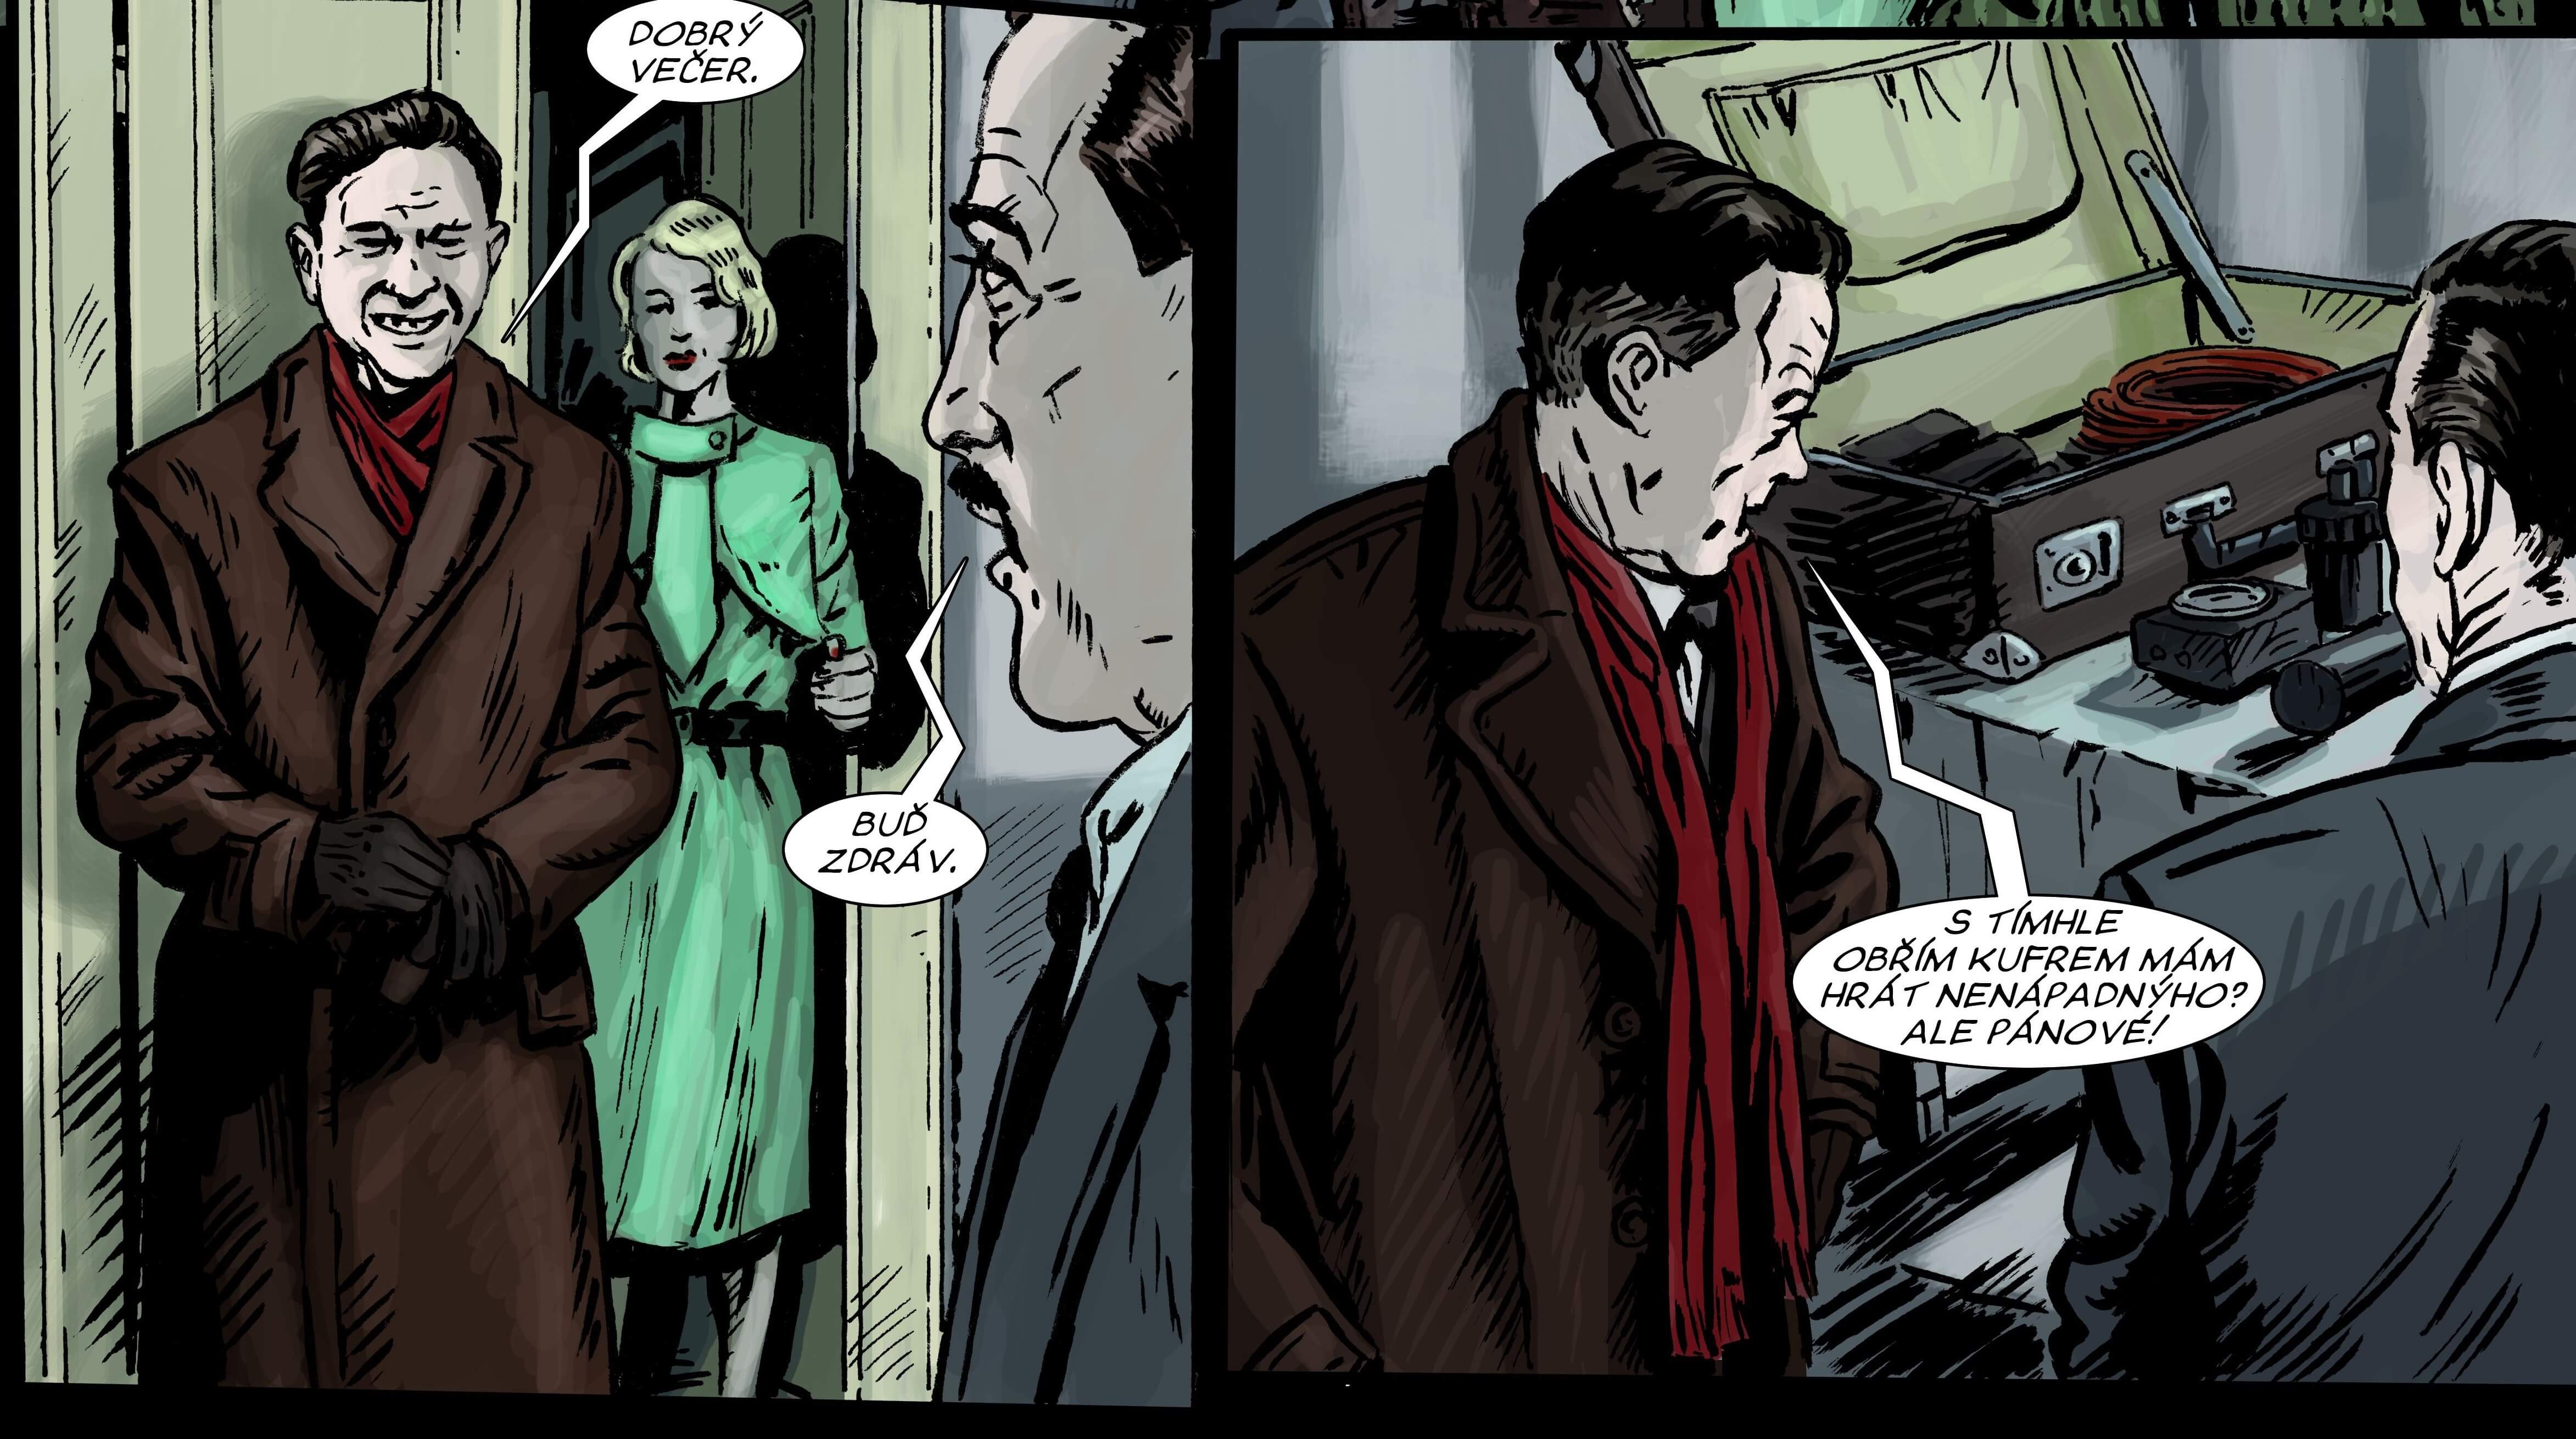 DOBRÝ
VEČER.
BUĎ
ZDRÁV.
S TÍMHLE
OBŘÍM KUFREM MÁM
HRÁT NENÁPADNÝHO?
ALE PÁNOVÉ!